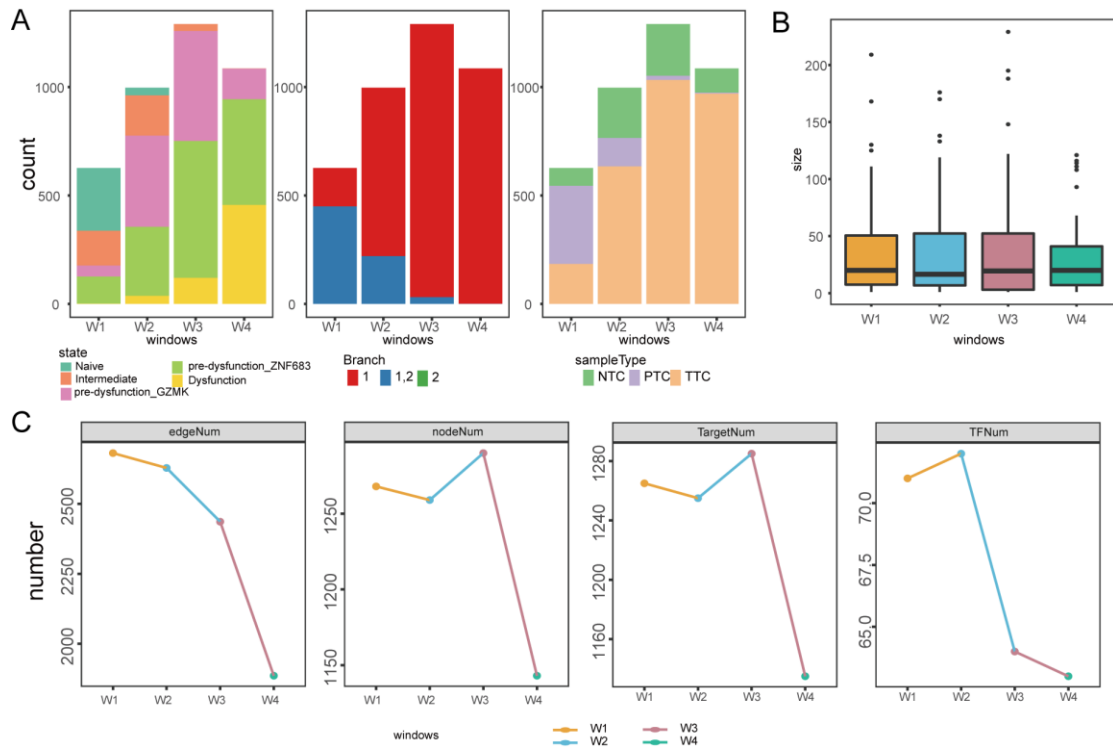 A
count
1000
500
0
W1 W2 W3 W4
windows
state
Naive
Intermediate
pre-dysfunction_GZMK
pre-dysfunction_ZNF683
Dysfunction
1000
500
0
W1 W2 W3 W4
windows
Branch
1 1,2 2
1000
500
0
W1 W2 W3 W4
windows
sampleType
NTC PTC TTC
B
size
200
150
100
50
0
W1 W2 W3 W4
windows
C
number
edgeNum
2500
2250
2000
W1 W2 W3 W4
nodeNum
1250
1200
1150
W1 W2 W3 W4
TargetNum
1280
1240
1200
1160
W1 W2 W3 W4
TFNum
70.0
67.5
65.0
W1 W2 W3 W4
windows
W1
W2
W3
W4